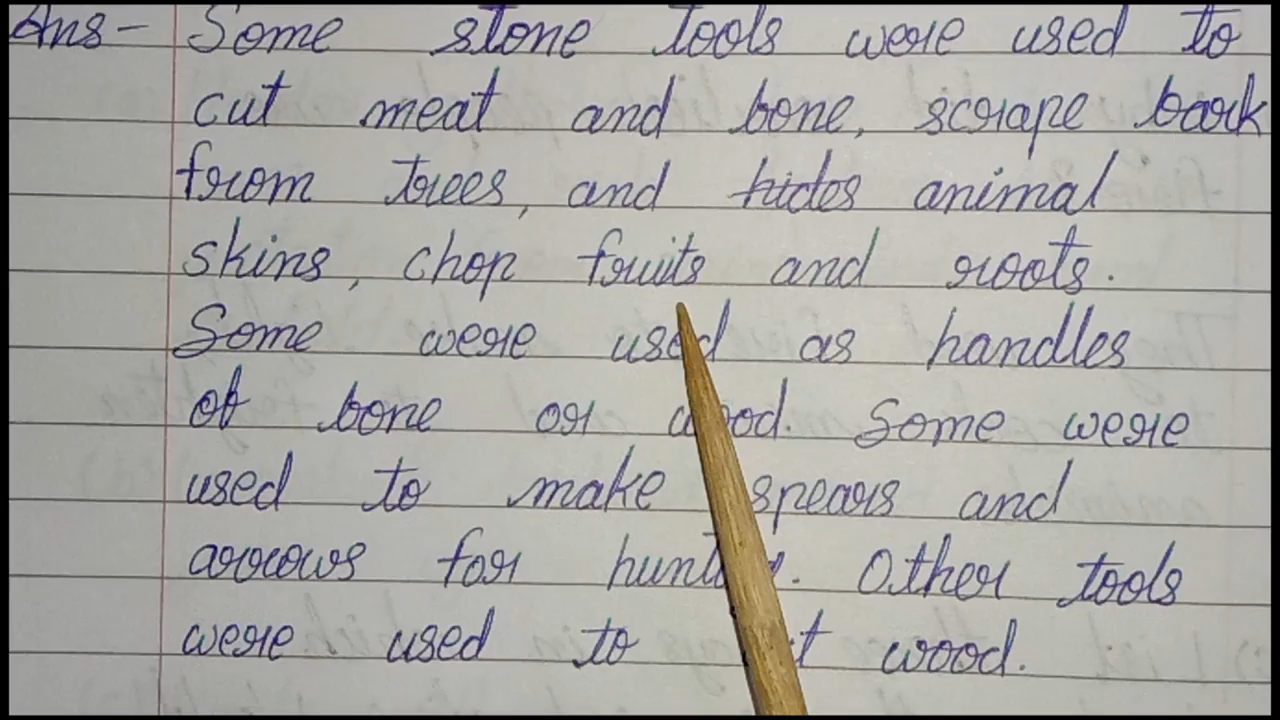 Ans- Some stone tools were used to
cut meat and bone, scrape bark
from trees, and hides animal
skins, chop fruits and roots.
Some were used as handles
of bone or wood. Some were
used to make spears and
arrows for Other tools
were used to wood.